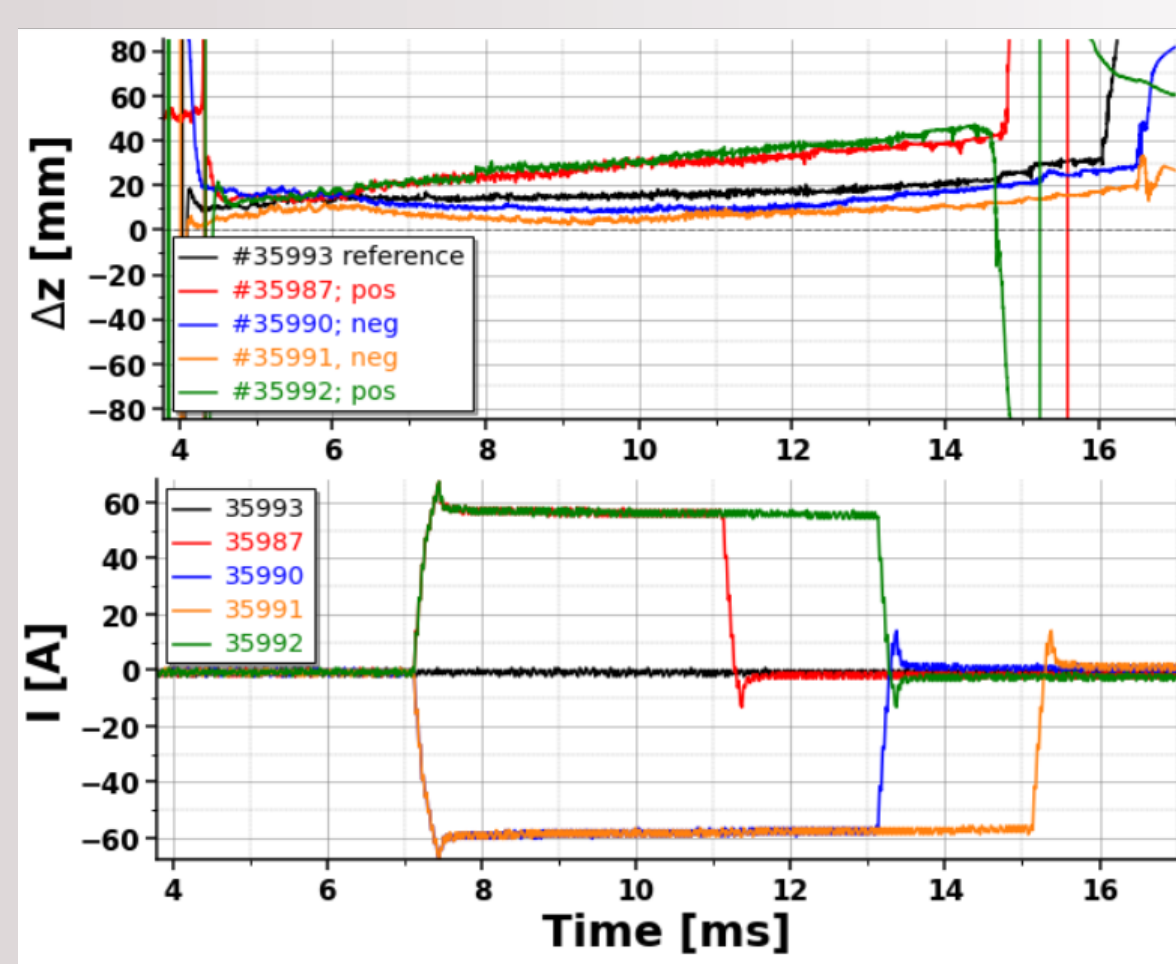 80
60
40
20
0
−20
−40
−60
−80
Δz [mm]
#35993 reference
#35987; pos
#35990; neg
#35991, neg
#35992; pos
4 6 8 10 12 14 16
60
40
20
0
−20
−40
−60
I [A]
35993
35987
35990
35991
35992
4 6 8 10 12 14 16
Time [ms]